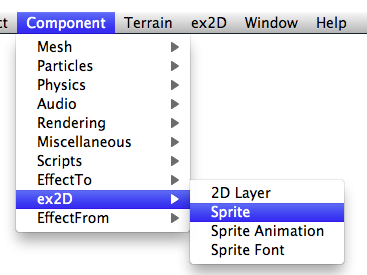 ct Component Terrain ex2D Window Help
Mesh
Particles
Physics
Audio
Rendering
Miscellaneous
Scripts
EffectTo
ex2D
EffectFrom
2D Layer
Sprite
Sprite Animation
Sprite Font